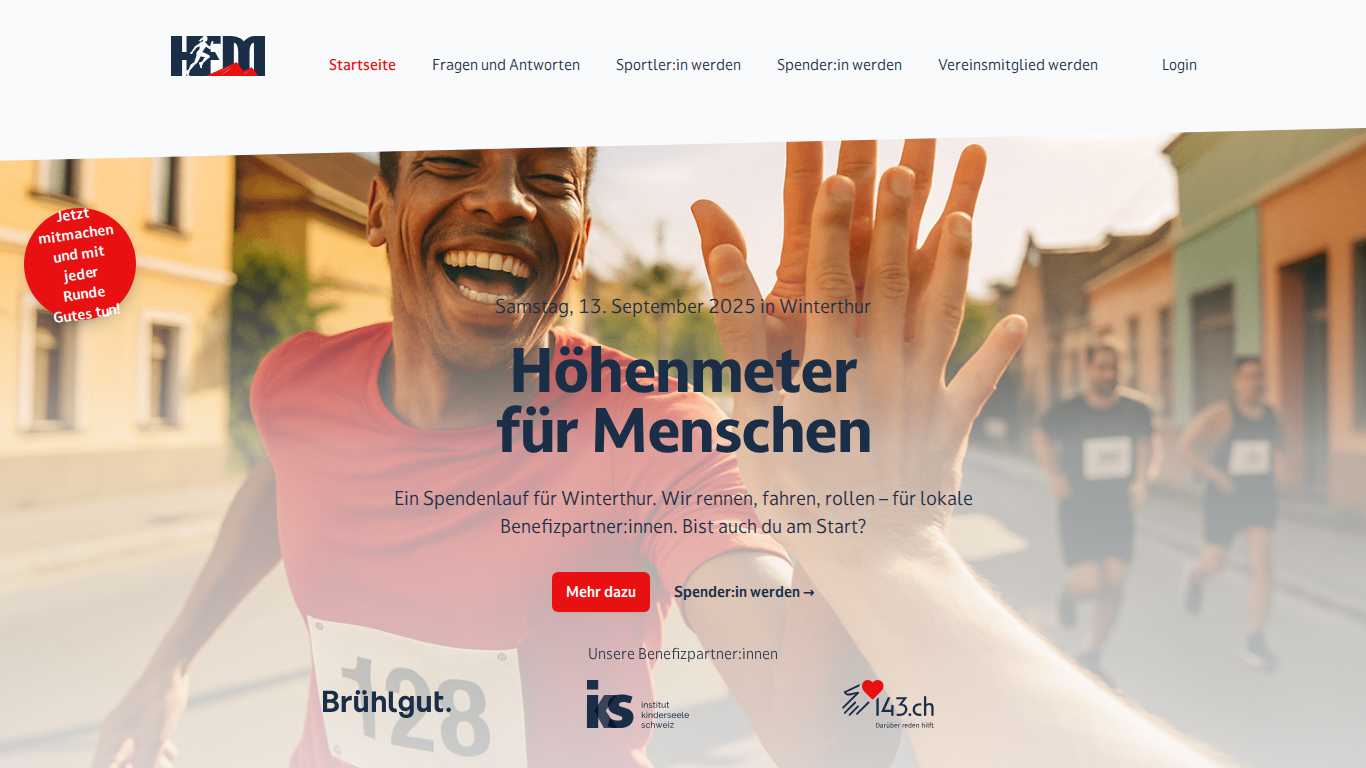 HFM
Startseite
Fragen und Antworten
Sportler:in werden
Spender:in werden
Vereinsmitglied werden
Login
Jetzt
mitmachen
und mit
jeder
Runde
Gutes tun!
Samstag, 13. September 2025 in Winterthur
Höhenmeter
für Menschen
Ein Spendenlauf für Winterthur. Wir rennen, fahren, rollen – für lokale
Benefizpartner:innen. Bist auch du am Start?
Mehr dazu
Spender:in werden →
Unsere Benefizpartner:innen
128
Brühlgut.
iks
institut
kinderseele
schweiz
143.ch
Darüber reden hilft